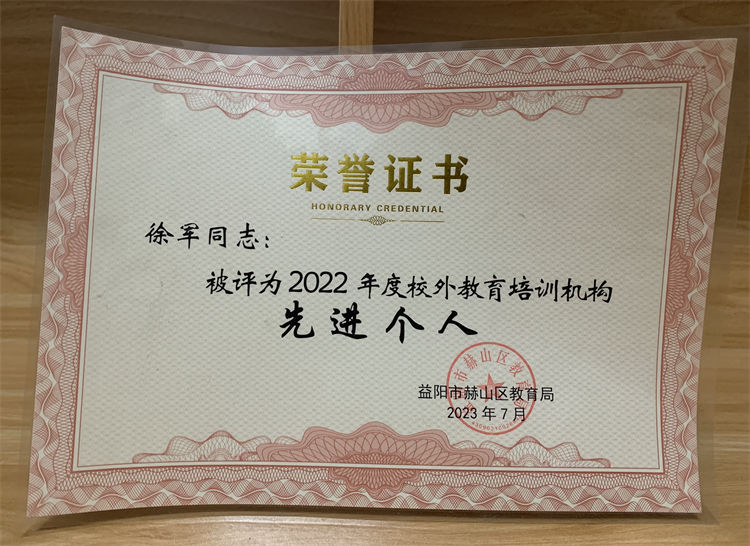 荣誉证书
HONORARY CREDENTIAL
徐军同志：
被评为2022年度校外教育培训机构
先进个人
益阳市赫山区教育局
2023年7月